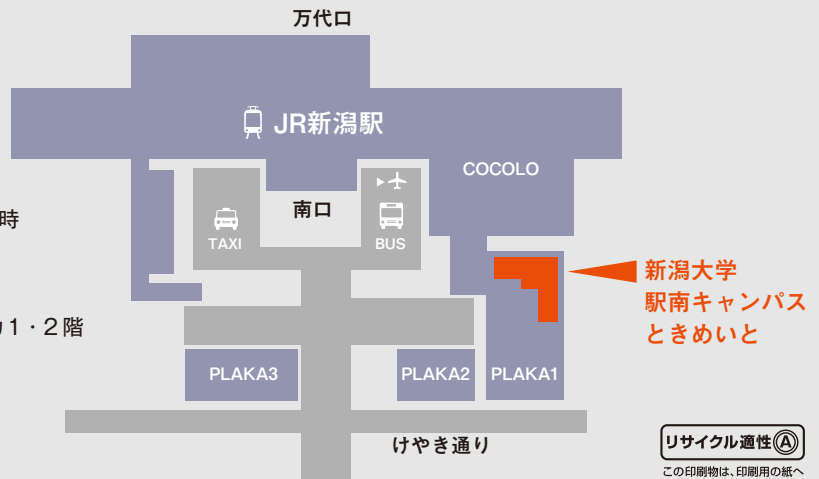 万代口
JR新潟駅
COCOLO
南口
TAXI
BUS
時
新潟大学
駅南キャンパス
ときめいと
1・2階
PLAKA3
PLAKA2
PLAKA1
けやき通り
リサイクル適性Ⓐ
この印刷物は、印刷用の紙へ